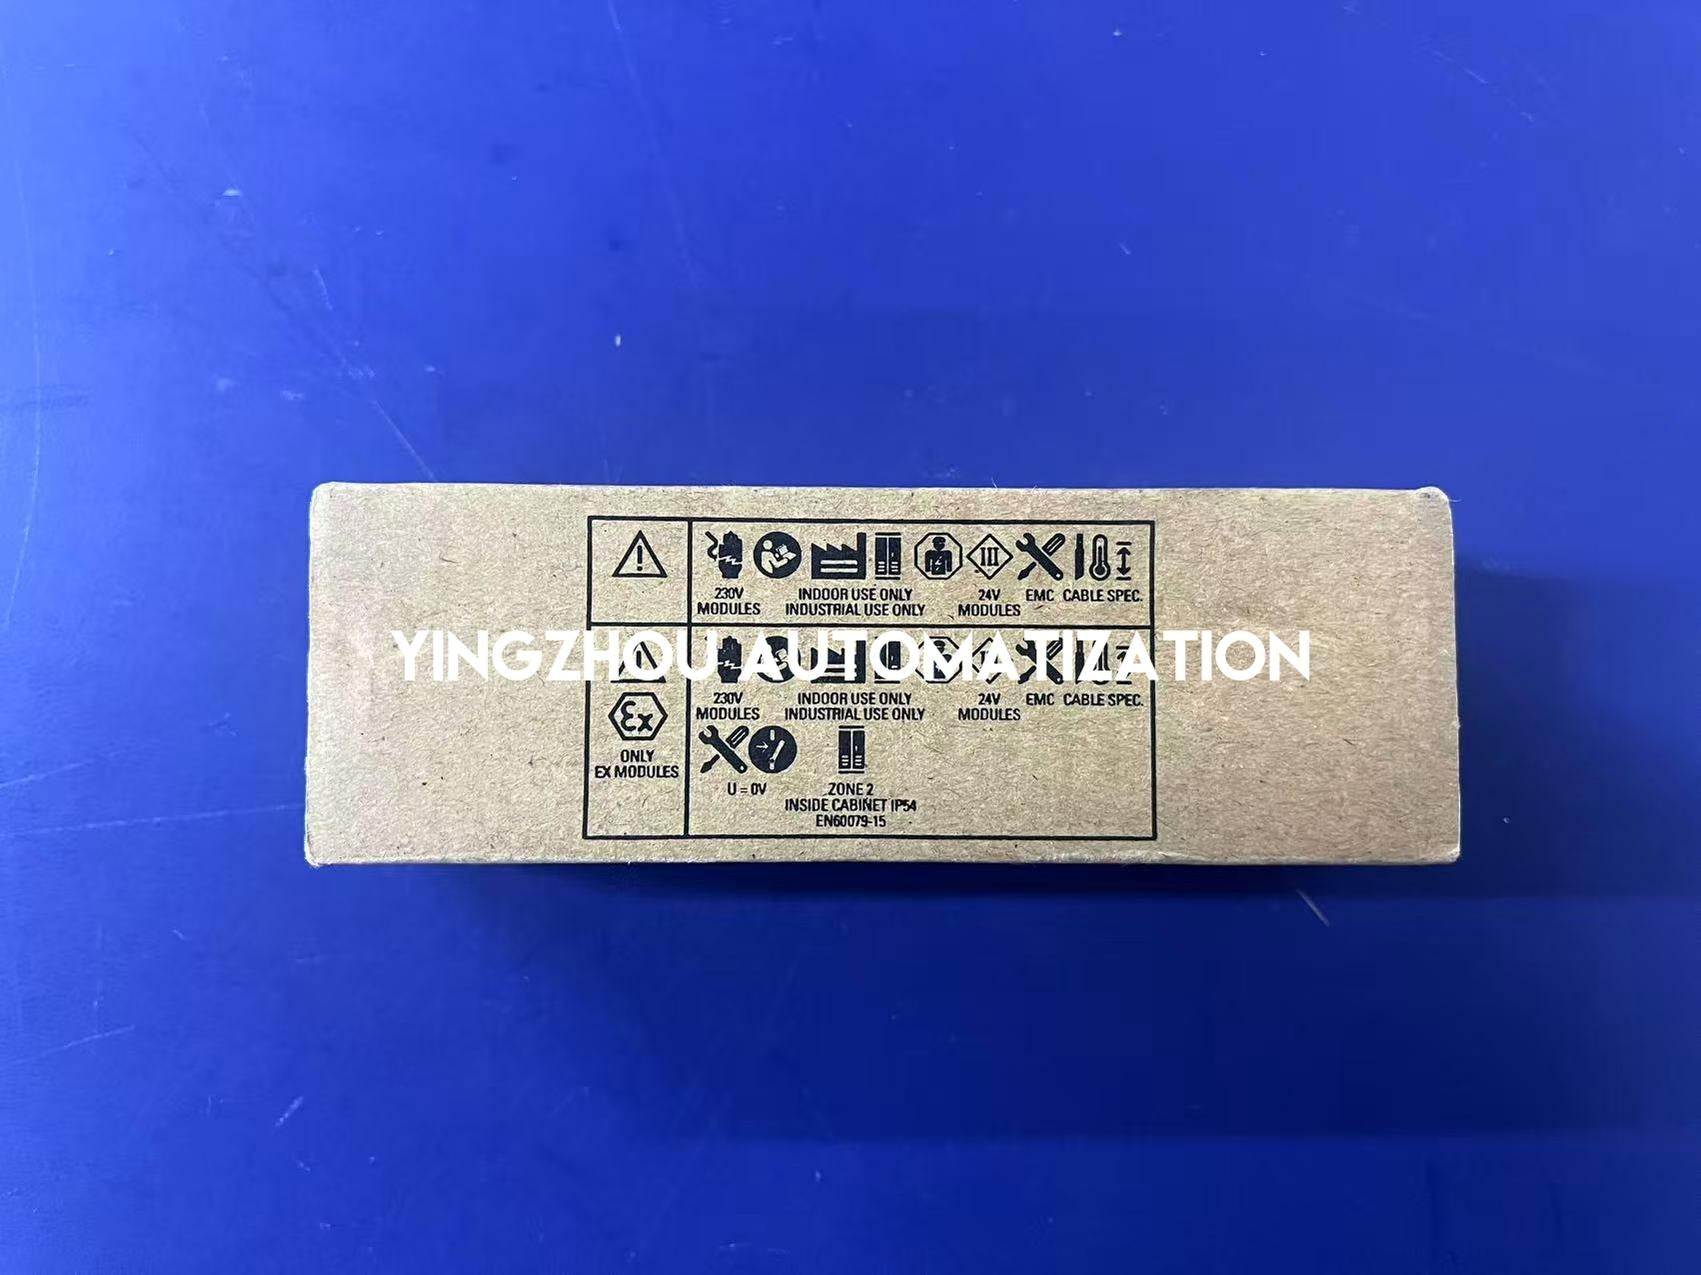 230V MODULES
INDOOR USE ONLY
INDUSTRIAL USE ONLY
III
24V MODULES
EMC
CABLE SPEC.
YINGZHOU AUTOMATIZATION
230V MODULES
INDOOR USE ONLY
INDUSTRIAL USE ONLY
24V MODULES
EMC
CABLE SPEC.
Ex
ONLY
EX MODULES
U = 0V
ZONE 2
INSIDE CABINET IP54
EN60079-15